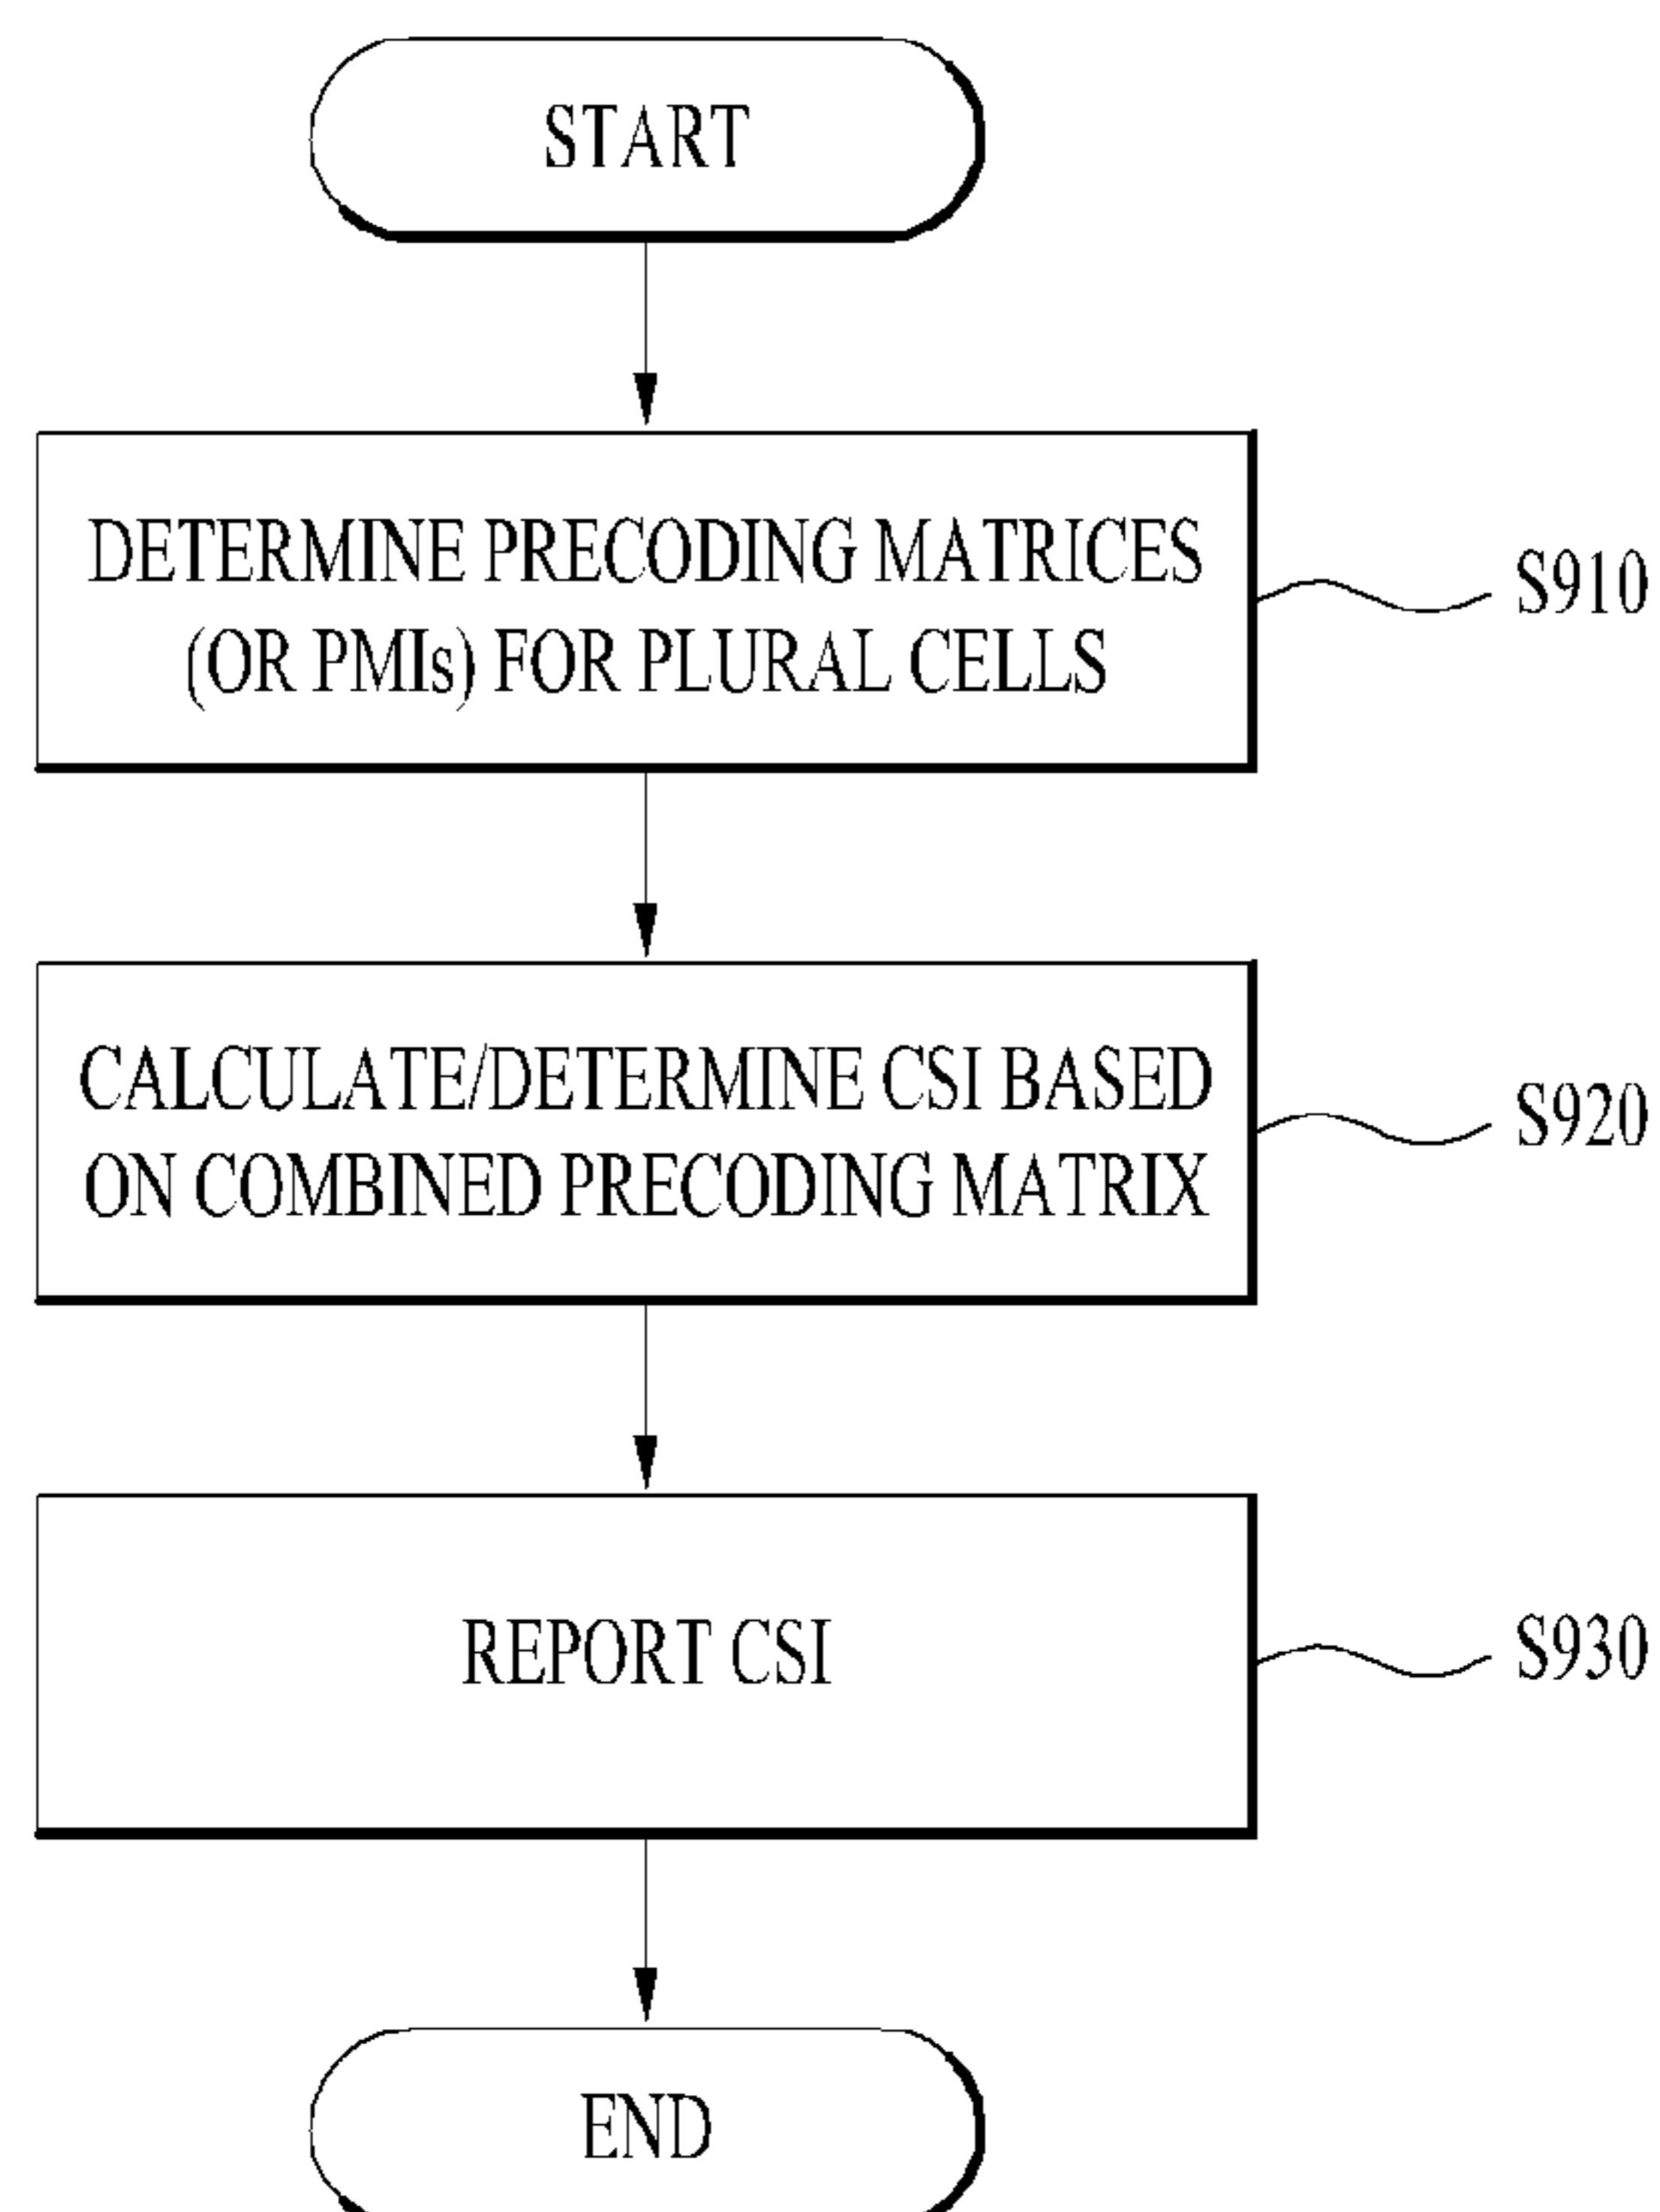 START
DETERMINE PRECODING MATRICES
(OR PMIs) FOR PLURAL CELLS
S910
CALCULATE/DETERMINE CSI BASED
ON COMBINED PRECODING MATRIX
S920
REPORT CSI
S930
END